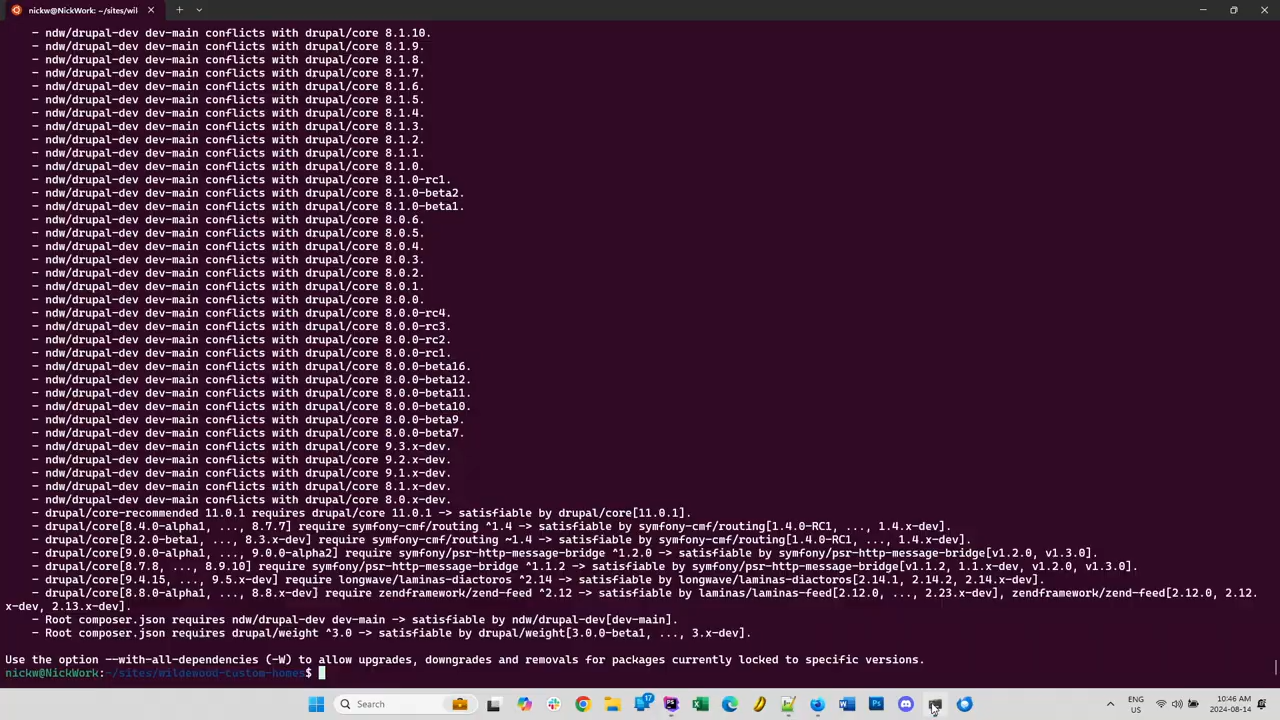 nickw@NickWork: ~/sites/wil
- ndw/drupal-dev dev-main conflicts with drupal/core 8.1.10.
- ndw/drupal-dev dev-main conflicts with drupal/core 8.1.9.
- ndw/drupal-dev dev-main conflicts with drupal/core 8.1.8.
- ndw/drupal-dev dev-main conflicts with drupal/core 8.1.7.
- ndw/drupal-dev dev-main conflicts with drupal/core 8.1.6.
- ndw/drupal-dev dev-main conflicts with drupal/core 8.1.5.
- ndw/drupal-dev dev-main conflicts with drupal/core 8.1.4.
- ndw/drupal-dev dev-main conflicts with drupal/core 8.1.3.
- ndw/drupal-dev dev-main conflicts with drupal/core 8.1.2.
- ndw/drupal-dev dev-main conflicts with drupal/core 8.1.1.
- ndw/drupal-dev dev-main conflicts with drupal/core 8.1.0.
- ndw/drupal-dev dev-main conflicts with drupal/core 8.1.0-rc1.
- ndw/drupal-dev dev-main conflicts with drupal/core 8.1.0-beta2.
- ndw/drupal-dev dev-main conflicts with drupal/core 8.1.0-beta1.
- ndw/drupal-dev dev-main conflicts with drupal/core 8.0.6.
- ndw/drupal-dev dev-main conflicts with drupal/core 8.0.5.
- ndw/drupal-dev dev-main conflicts with drupal/core 8.0.4.
- ndw/drupal-dev dev-main conflicts with drupal/core 8.0.3.
- ndw/drupal-dev dev-main conflicts with drupal/core 8.0.2.
- ndw/drupal-dev dev-main conflicts with drupal/core 8.0.1.
- ndw/drupal-dev dev-main conflicts with drupal/core 8.0.0.
- ndw/drupal-dev dev-main conflicts with drupal/core 8.0.0-rc4.
- ndw/drupal-dev dev-main conflicts with drupal/core 8.0.0-rc3.
- ndw/drupal-dev dev-main conflicts with drupal/core 8.0.0-rc2.
- ndw/drupal-dev dev-main conflicts with drupal/core 8.0.0-rc1.
- ndw/drupal-dev dev-main conflicts with drupal/core 8.0.0-beta16.
- ndw/drupal-dev dev-main conflicts with drupal/core 8.0.0-beta12.
- ndw/drupal-dev dev-main conflicts with drupal/core 8.0.0-beta11.
- ndw/drupal-dev dev-main conflicts with drupal/core 8.0.0-beta10.
- ndw/drupal-dev dev-main conflicts with drupal/core 8.0.0-beta9.
- ndw/drupal-dev dev-main conflicts with drupal/core 8.0.0-beta7.
- ndw/drupal-dev dev-main conflicts with drupal/core 9.3.x-dev.
- ndw/drupal-dev dev-main conflicts with drupal/core 9.2.x-dev.
- ndw/drupal-dev dev-main conflicts with drupal/core 9.1.x-dev.
- ndw/drupal-dev dev-main conflicts with drupal/core 8.1.x-dev.
- ndw/drupal-dev dev-main conflicts with drupal/core 8.0.x-dev.
- drupal/core-recommended 11.0.1 requires drupal/core 11.0.1 -> satisfiable by drupal/core[11.0.1].
- drupal/core[8.4.0-alpha1, ..., 8.7.7] require symfony-cmf/routing ^1.4 -> satisfiable by symfony-cmf/routing[1.4.0-RC1, ..., 1.4.x-dev].
- drupal/core[8.2.0-beta1, ..., 8.3.x-dev] require symfony-cmf/routing ~1.4 -> satisfiable by symfony-cmf/routing[1.4.0-RC1, ..., 1.4.x-dev].
- drupal/core[9.0.0-alpha1, ..., 9.0.0-alpha2] require symfony/psr-http-message-bridge ^1.2.0 -> satisfiable by symfony/psr-http-message-bridge[v1.2.0, v1.3.0].
- drupal/core[8.7.8, ..., 8.9.10] require symfony/psr-http-message-bridge ^1.1.2 -> satisfiable by symfony/psr-http-message-bridge[v1.1.2, 1.1.x-dev, v1.2.0, v1.3.0].
- drupal/core[9.4.15, ..., 9.5.x-dev] require longwave/laminas-diactoros ^2.14 -> satisfiable by longwave/laminas-diactoros[2.14.1, 2.14.2, 2.14.x-dev].
- drupal/core[8.8.0-alpha1, ..., 8.8.x-dev] require zendframework/zend-feed ^2.12 -> satisfiable by laminas/laminas-feed[2.12.0, ..., 2.23.x-dev], zendframework/zend-feed[2.12.0, 2.12.
x-dev, 2.13.x-dev].
- Root composer.json requires ndw/drupal-dev dev-main -> satisfiable by ndw/drupal-dev[dev-main].
- Root composer.json requires drupal/weight ^3.0 -> satisfiable by drupal/weight[3.0.0-beta1, ..., 3.x-dev].
Use the option --with-all-dependencies (-W) to allow upgrades, downgrades and removals for packages currently locked to specific versions.
nickw@NickWork:~/sites/wildewood-custom-homes$
Search
17
PS
Ps
ENG
US
10:46 AM
2024-08-14